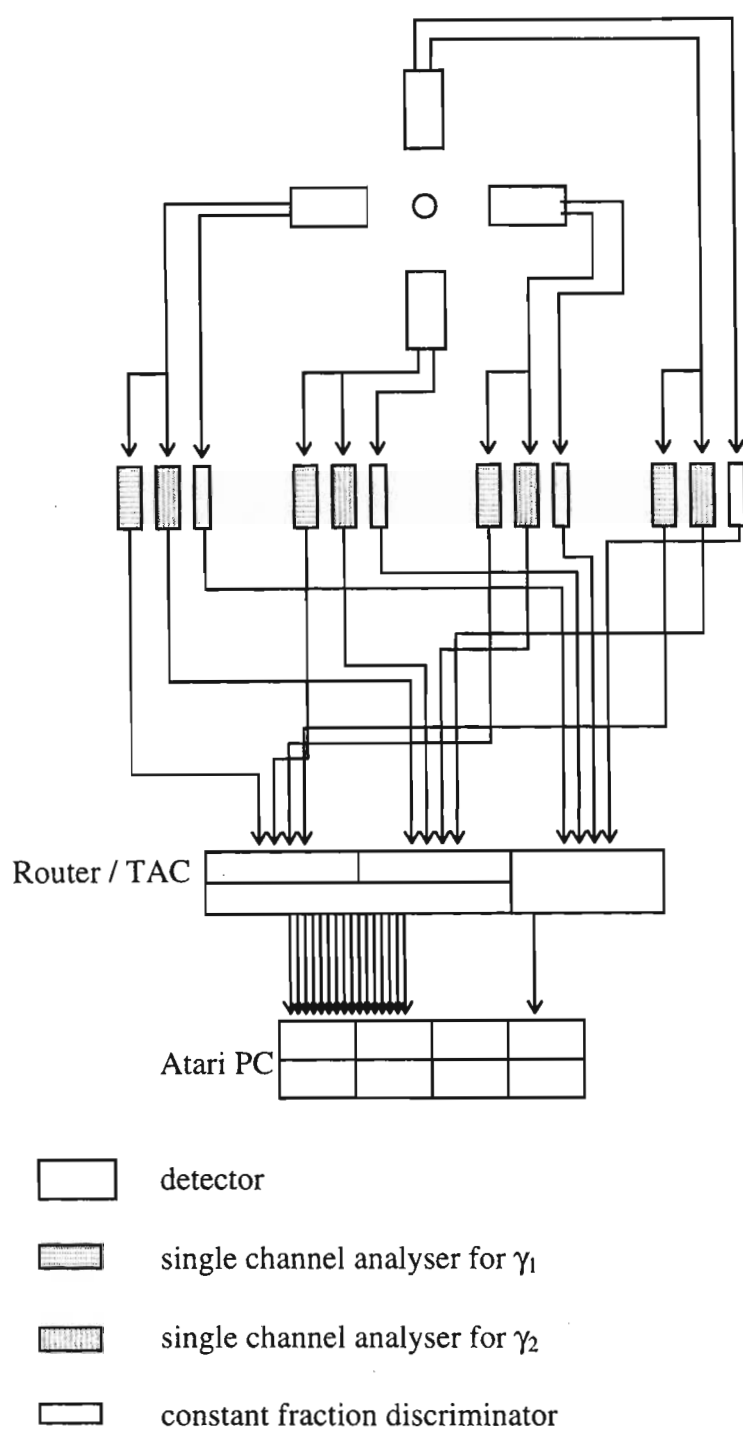 Router / TAC
Atari PC
detector
single channel analyser for γ₁
single channel analyser for γ₂
constant fraction discriminator